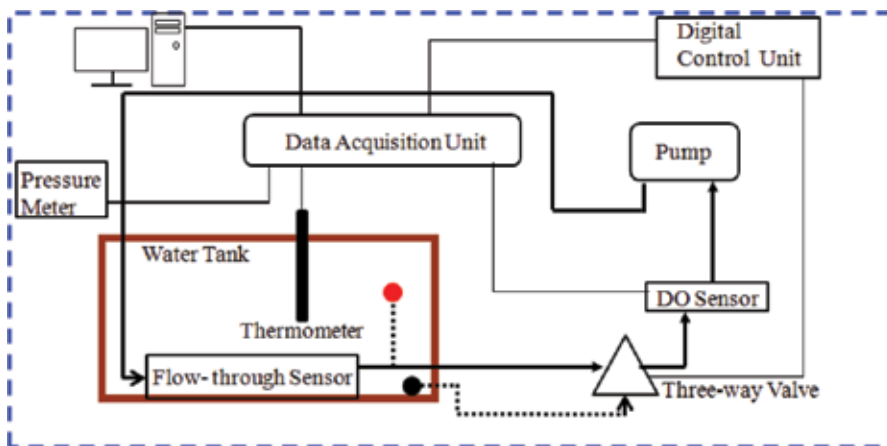 Digital
Control Unit
Data Acquisition Unit
Pump
Pressure
Meter
Water Tank
DO Sensor
Thermometer
Flow- through Sensor
Three-way Valve